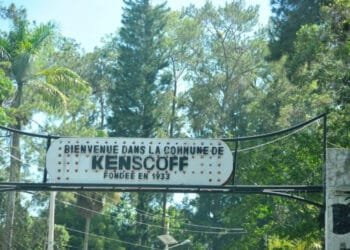 BIENVENUE DANS LA COMMUNE DE
KENSCOFF
FONDÉE EN 1933